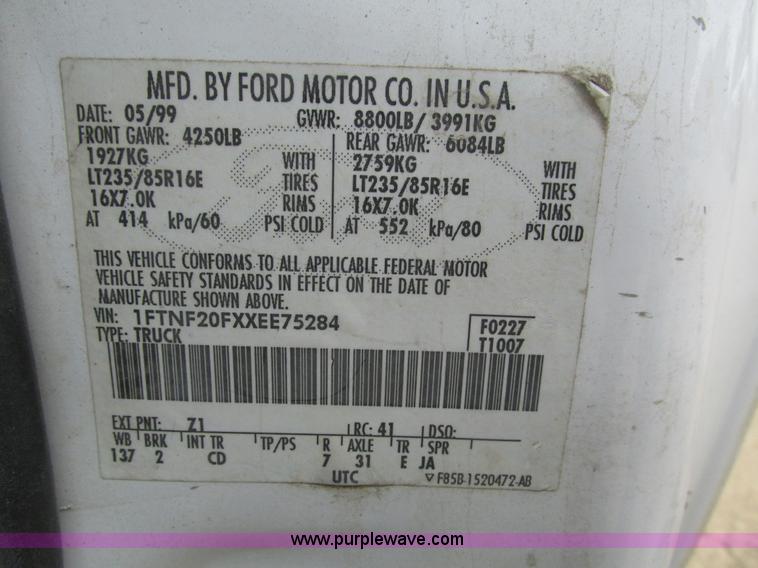 MFD. BY FORD MOTOR CO. IN U.S.A.
DATE: 05/99 GVWR: 8800LB/ 3991KG
FRONT GAWR: 4250LB REAR GAWR: 6084LB
1927KG WITH 2759KG WITH
LT235/85R16E TIRES LT235/85R16E TIRES
16X7.0K RIMS 16X7.0K RIMS
AT 414 kPa/60 PSI COLD AT 552 kPa/80 PSI COLD
THIS VEHICLE CONFORMS TO ALL APPLICABLE FEDERAL MOTOR
VEHICLE SAFETY STANDARDS IN EFFECT ON THE DATE OF
MANUFACTURE SHOWN ABOVE.
VIN: 1FTNF20FXXEE75284 F0227
TYPE: TRUCK T1007
EXT PNT: Z1 RC: 41 DSO:
WB BRK INT TR TP/PS R AXLE TR SPR
137 2 CD 7 31 E JA
UTC F85B-1520472-AB
www.purplewave.com